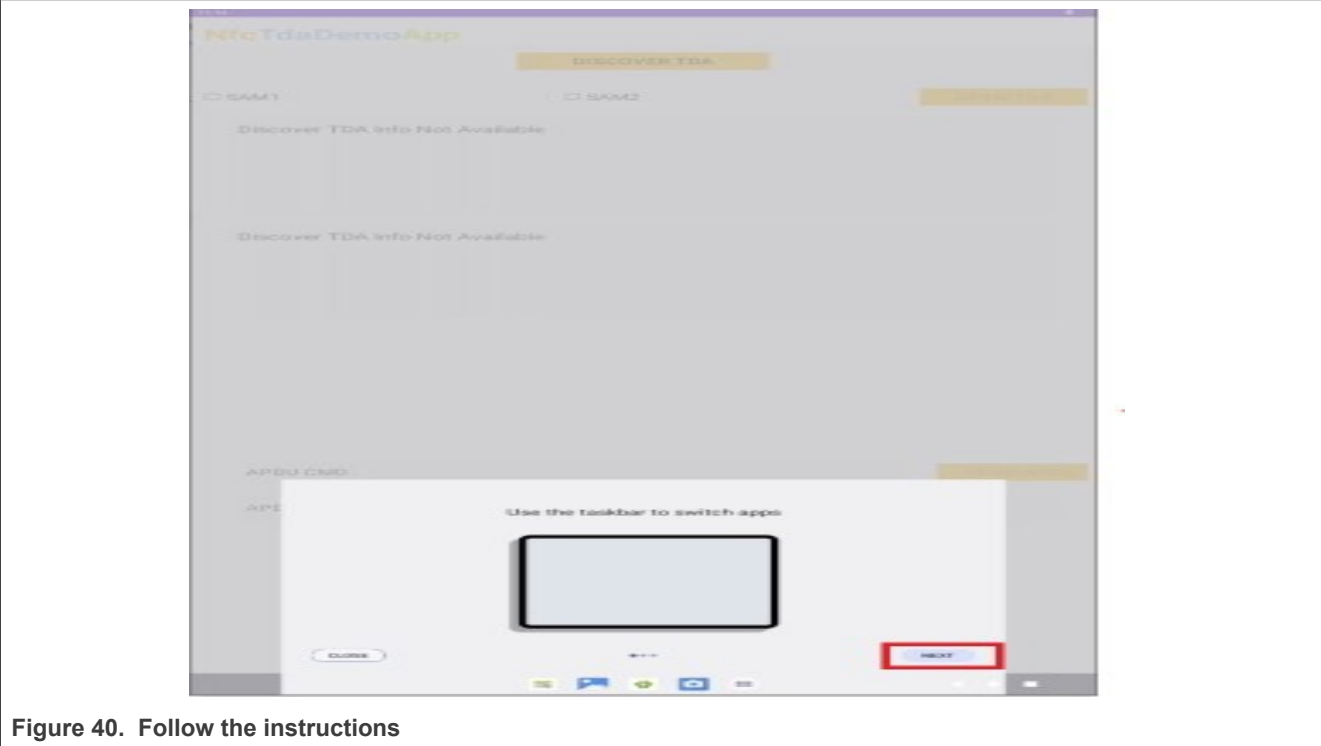 NfcTdaDemoApp
DISCOVER TDA
SAM1
SAM2
Discover TDA Info Not Available
Discover TDA Info Not Available
APDU CMD
Use the taskbar to switch apps
CLOSE
NEXT
Figure 40. Follow the instructions